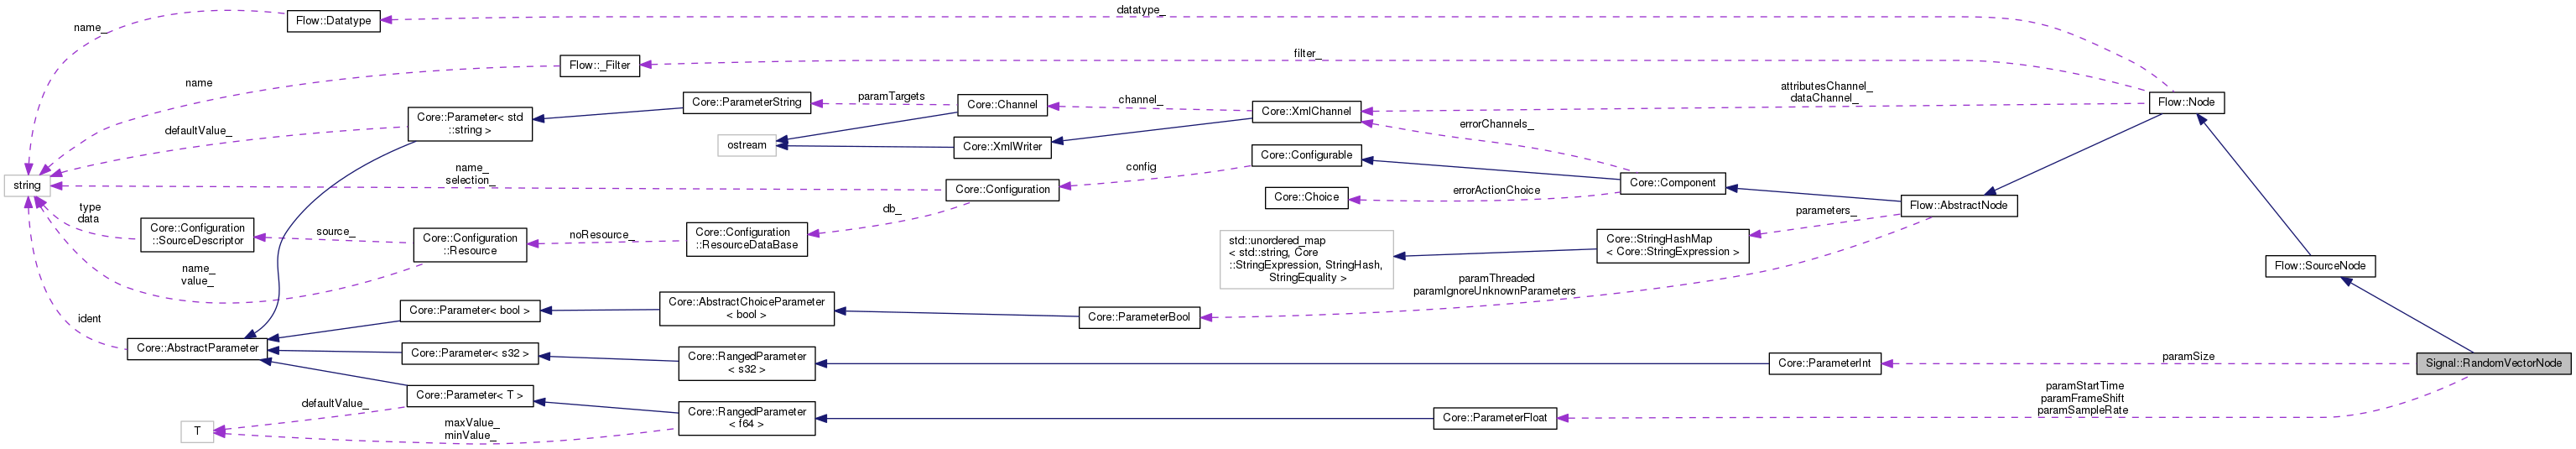 datatype_
Flow::Datatype
name_
filter_
Flow::_Filter
name
attributesChannel_
dataChannel_
paramTargets
channel_
Core::ParameterString
Core::Channel
Core::XmlChannel
Flow::Node
Core::Parameter< std
::string >
defaultValue_
errorChannels_
ostream
Core::XmlWriter
Core::Configurable
config
name_
selection_
string
Core::Configuration
errorActionChoice
Core::Component
Core::Choice
Flow::AbstractNode
type
data
db_
parameters_
Core::Configuration
::SourceDescriptor
source_
Core::Configuration
::Resource
noResource_
Core::Configuration
::ResourceDataBase
std::unordered_map
< std::string, Core
::StringExpression, StringHash,
StringEquality >
Core::StringHashMap
< Core::StringExpression >
name_
value_
Flow::SourceNode
paramThreaded
paramIgnoreUnknownParameters
ident
Core::Parameter< bool >
Core::AbstractChoiceParameter
< bool >
Core::ParameterBool
Core::AbstractParameter
Core::Parameter< s32 >
Core::RangedParameter
< s32 >
Core::ParameterInt
paramSize
Signal::RandomVectorNode
Core::Parameter< T >
defaultValue_
paramStartTime
paramFrameShift
paramSampleRate
T
maxValue_
minValue_
Core::RangedParameter
< f64 >
Core::ParameterFloat